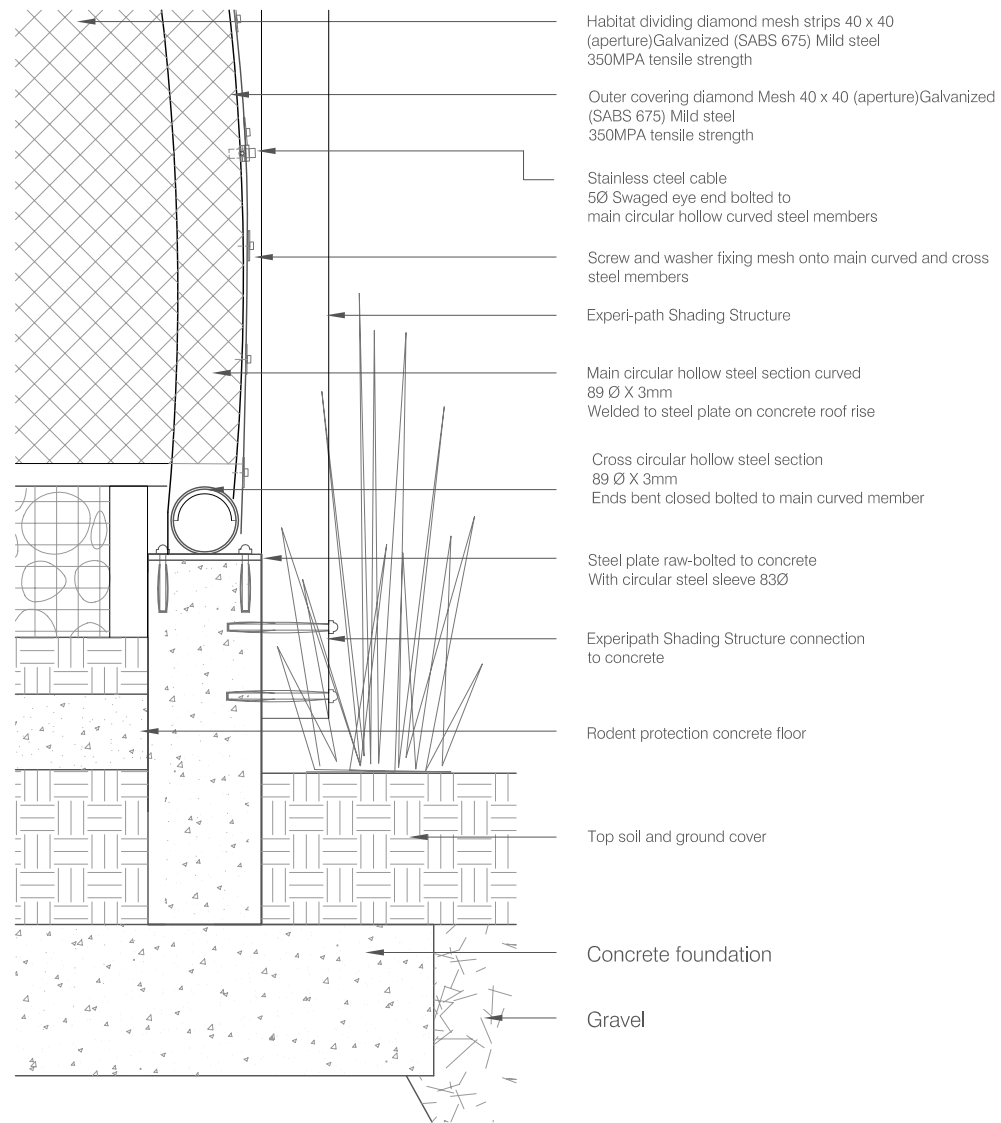 Habitat dividing diamond mesh strips 40 x 40
(aperture)Galvanized (SABS 675) Mild steel
350MPA tensile strength
Outer covering diamond Mesh 40 x 40 (aperture)Galvanized
(SABS 675) Mild steel
350MPA tensile strength
Stainless cteel cable
5Ø Swaged eye end bolted to
main circular hollow curved steel members
Screw and washer fixing mesh onto main curved and cross
steel members
Experi-path Shading Structure
Main circular hollow steel section curved
89 Ø X 3mm
Welded to steel plate on concrete roof rise
Cross circular hollow steel section
89 Ø X 3mm
Ends bent closed bolted to main curved member
Steel plate raw-bolted to concrete
With circular steel sleeve 83Ø
Experipath Shading Structure connection
to concrete
Rodent protection concrete floor
Top soil and ground cover
Concrete foundation
Gravel